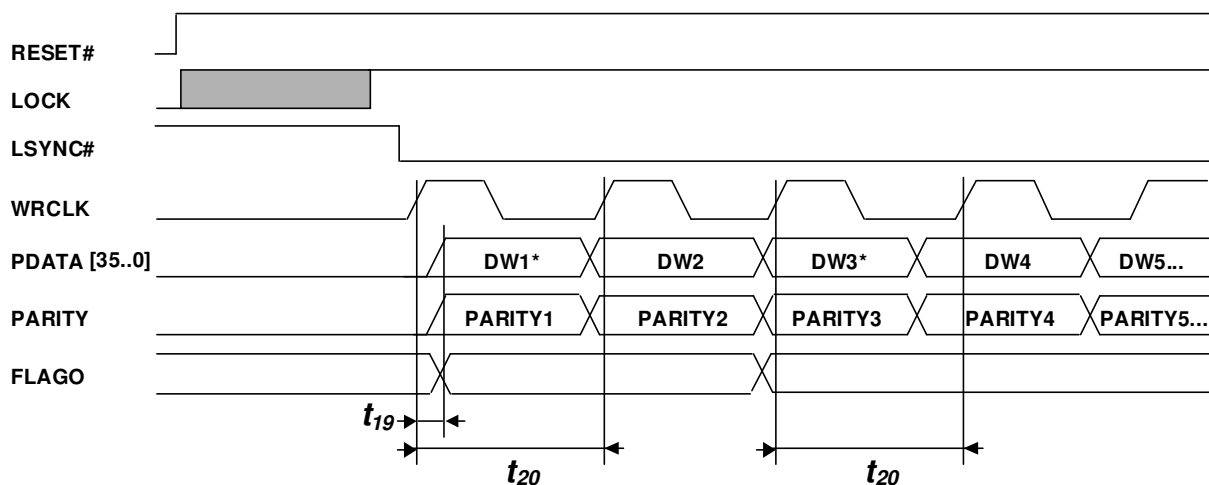 RESET#
LOCK
LSYNC#
WRCLK
PDATA [35..0] DW1* DW2 DW3* DW4 DW5...
PARITY PARITY1 PARITY2 PARITY3 PARITY4 PARITY5...
FLAGO
t19
t20 t20